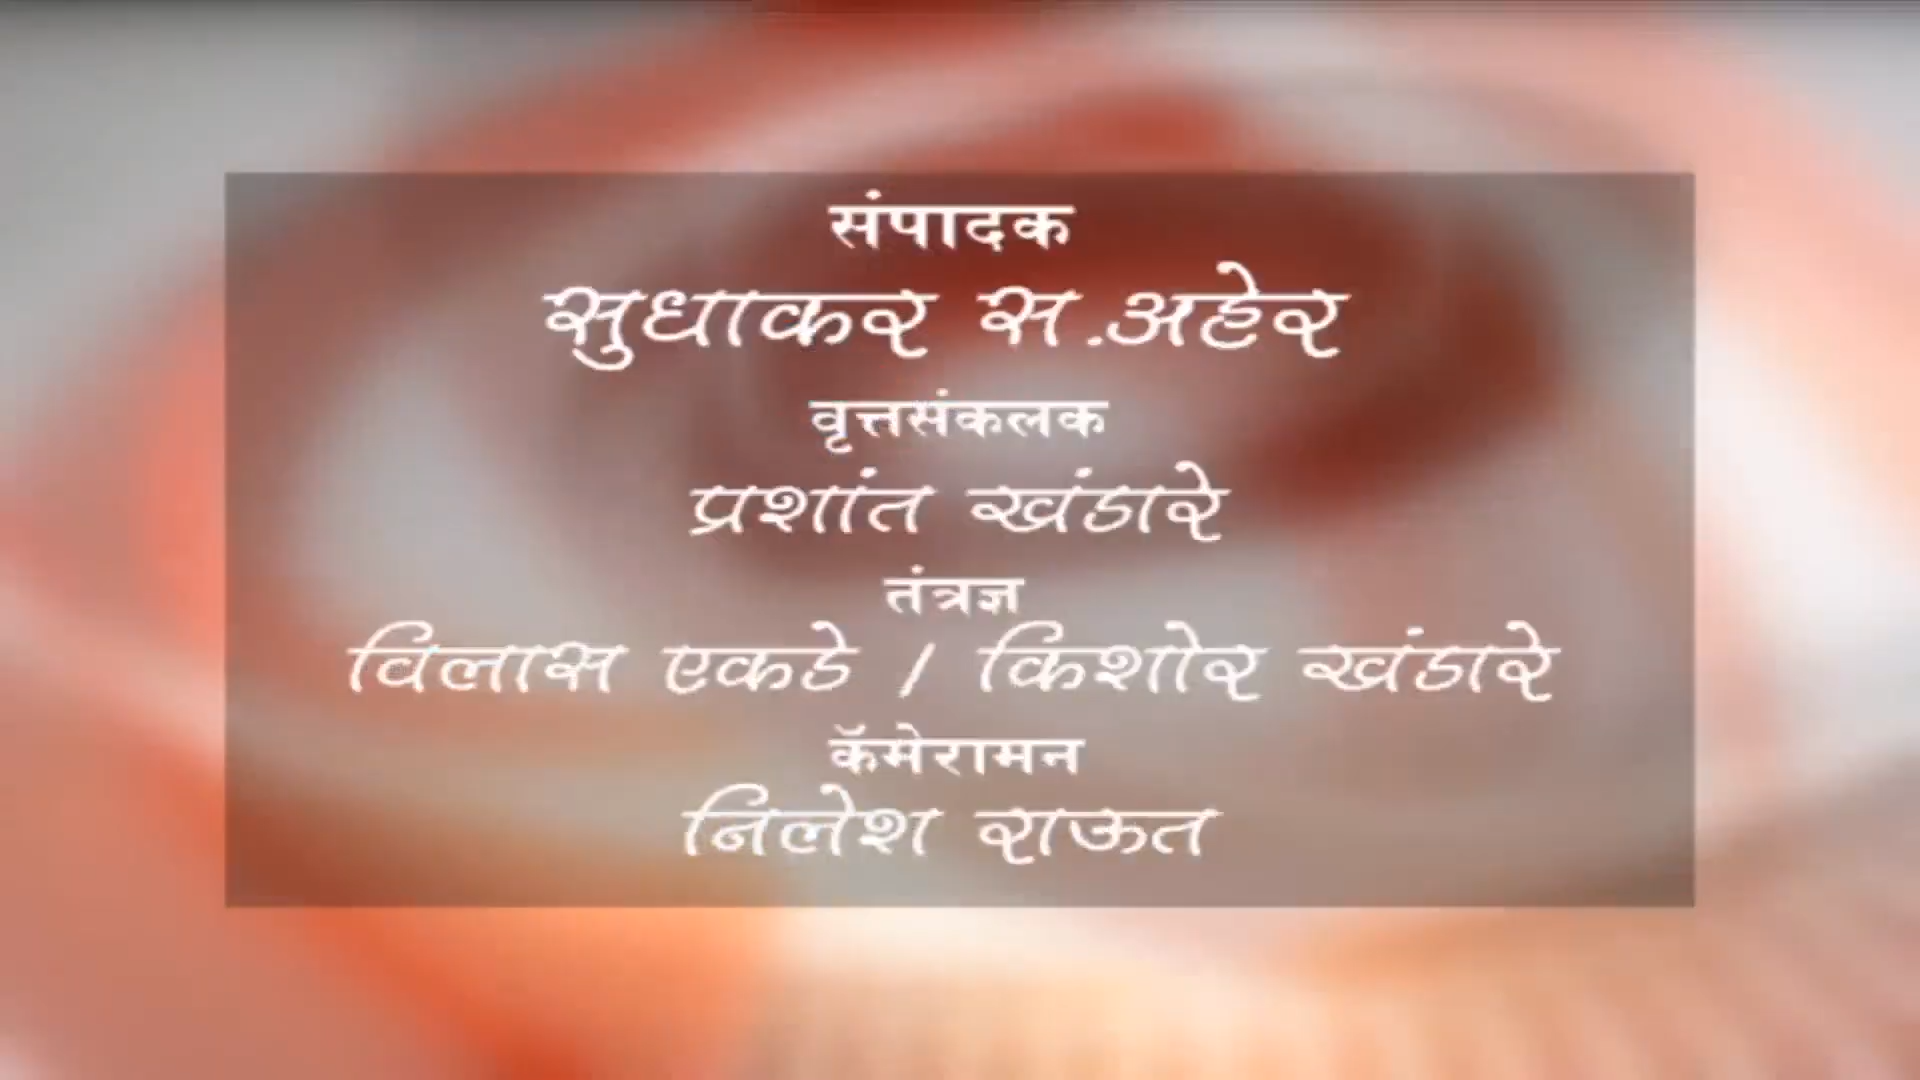 संपादक
सुधाकर स.अहेर
वृत्तसंकलक
प्रशांत खंडारे
तंत्रज्ञ
विलास एकडे / किशोर खंडारे
कॅमेरामन
निलेश राऊत